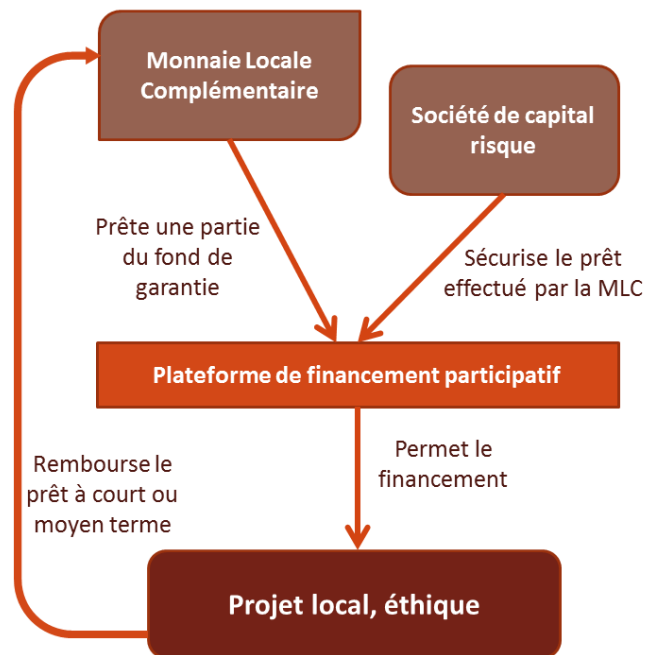 Monnaie Locale
Complémentaire
Société de capital
risque
Prête une partie
du fond de
garantie
Sécurise le prêt
effectué par la MLC
Plateforme de financement participatif
Permet le
financement
Rembourse le
prêt à court ou
moyen terme
Projet local, éthique